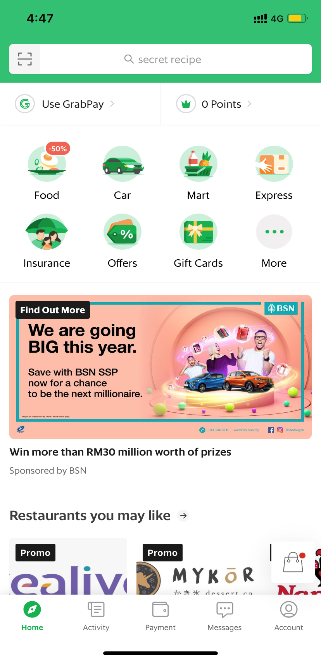 4:47
4G
secret recipe
Use GrabPay
0 Points
-50%
Food
Car
Mart
Express
Insurance
Offers
Gift Cards
More
Find Out More
BSN
We are going
BIG this year.
Save with BSN SSP
now for a chance
to be the next millionaire.
Win more than RM30 million worth of prizes
Sponsored by BSN
Restaurants you may like
Promo
Promo
ealive
MYKŌR
dessert
Home
Activity
Payment
Messages
Account